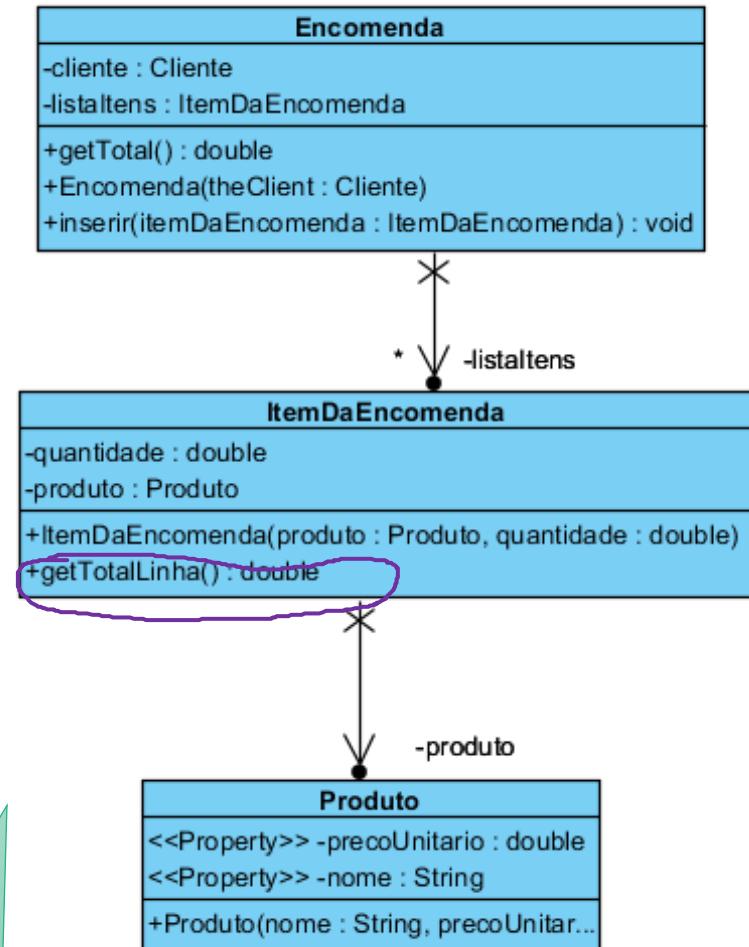 Encomenda
-cliente : Cliente
-listaItens : ItemDaEncomenda
+getTotal() : double
+Encomenda(theClient : Cliente)
+inserir(itemDaEncomenda : ItemDaEncomenda) : void
* -listaItens
ItemDaEncomenda
-quantidade : double
-produto : Produto
+ItemDaEncomenda(produto : Produto, quantidade : double)
+getTotalLinha() : double
-produto
Produto
<<Property>> -precoUnitario : double
<<Property>> -nome : String
+Produto(nome : String, precoUnitar...